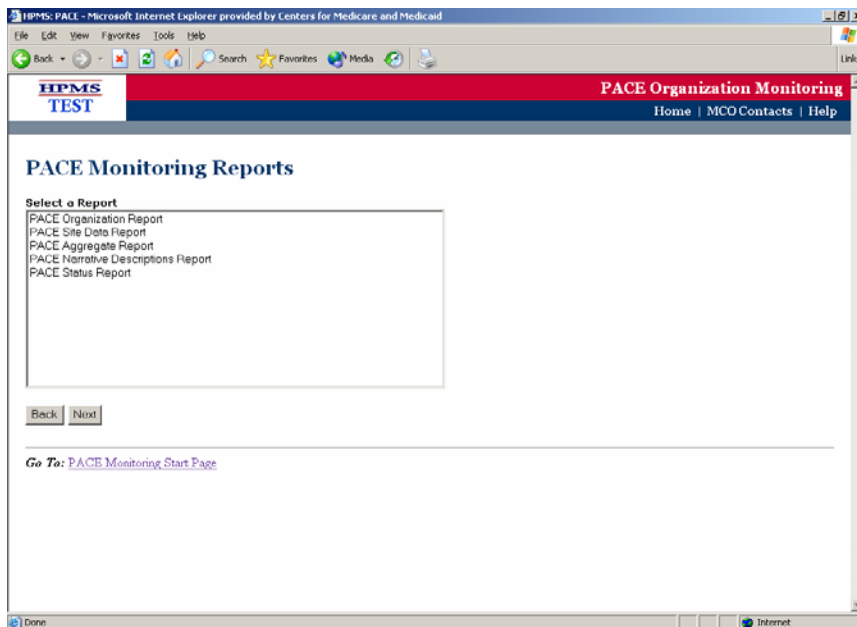 HPMS: PACE - Microsoft Internet Explorer provided by Centers for Medicare and Medicaid
File Edit View Favorites Tools Help
Back Search Favorites Media
Link
HPMS
TEST
PACE Organization Monitoring
Home | MCO Contacts | Help
PACE Monitoring Reports
Select a Report
PACE Organization Report
PACE Site Data Report
PACE Aggregate Report
PACE Narrative Descriptions Report
PACE Status Report
Back Next
Go To: PACE Monitoring Start Page
Done Internet